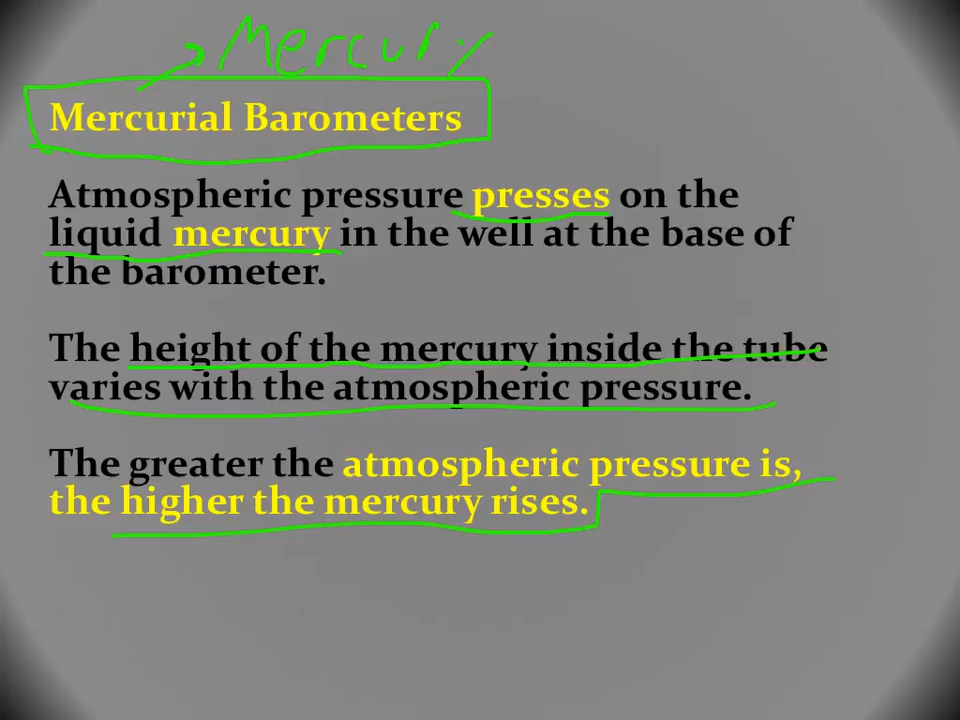 Mercury
Mercurial Barometers
Atmospheric pressure presses on the
liquid mercury in the well at the base of
the barometer.
The height of the mercury inside the tube
varies with the atmospheric pressure.
The greater the atmospheric pressure is,
the higher the mercury rises.